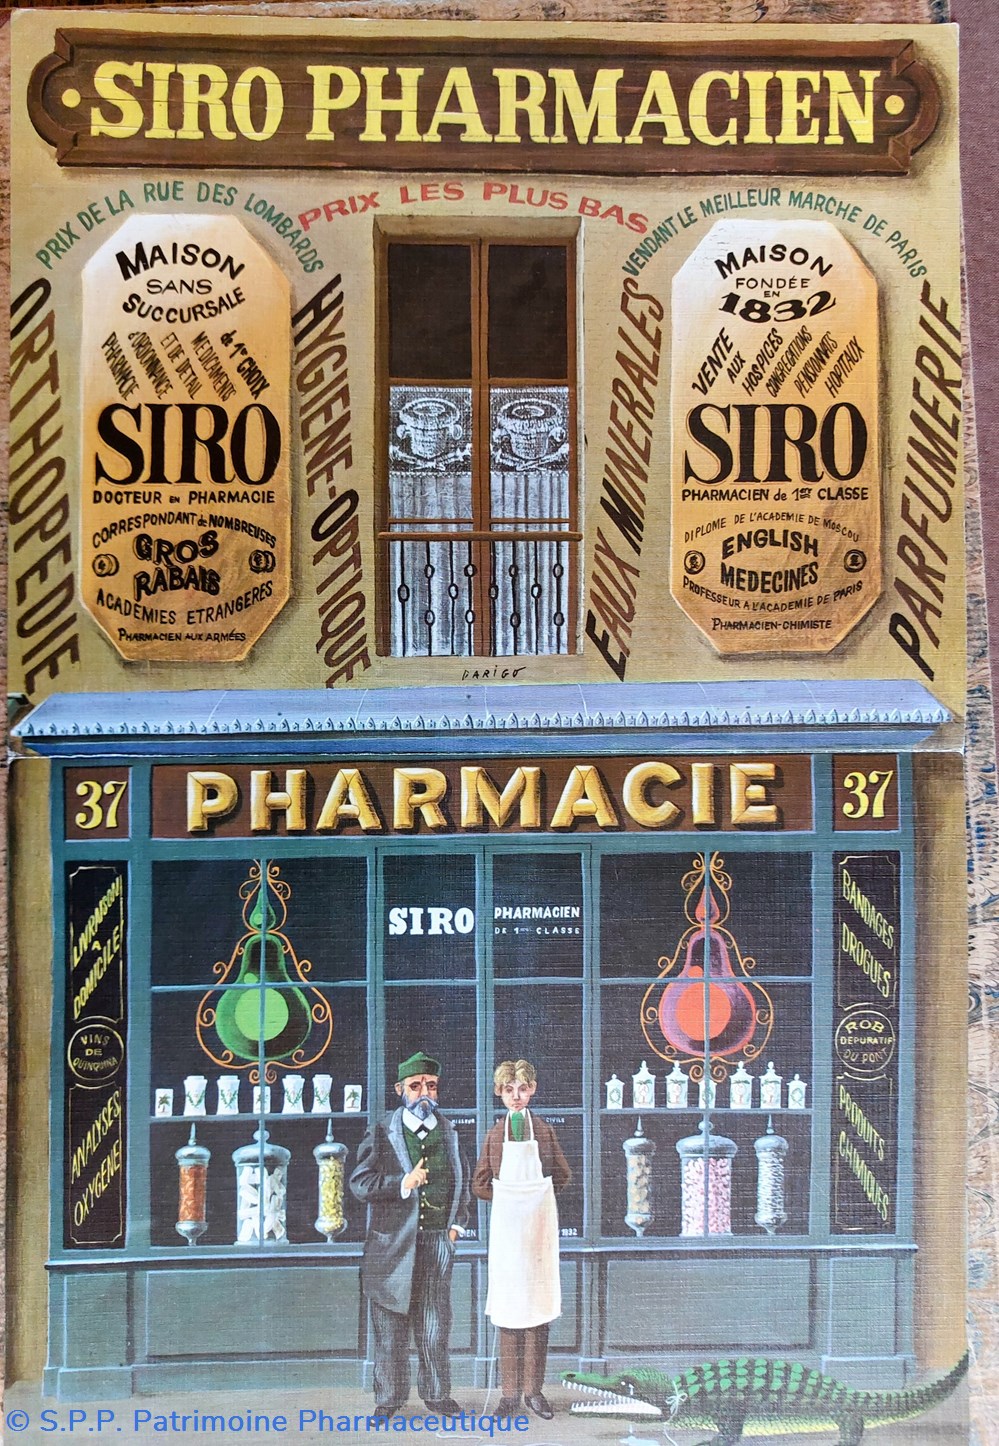 • SIRO PHARMACIEN •
PRIX DE LA RUE DES LOMBARDS
PRIX LES PLUS BAS
VENDANT LE MEILLEUR MARCHE DE PARIS
ORTHOPEDIE
MAISON
SANS
SUCCURSALE
PHARMACIE
d'ORDONNANCE
ET DE DETAIL
MEDICAMENTS
de 1er CHOIX
SIRO
DOCTEUR EN PHARMACIE
CORRESPONDANT de NOMBREUSES
GROS
RABAIS
ACADÉMIES ETRANGERES
PHARMACIEN AUX ARMÉES
HYGIENE-OPTIQUE
EAUX MINERALES
MAISON
FONDÉE
EN
1832
VENTE
AUX
HOSPICES
CONGREGATIONS
PENSIONNATS
HOPITAUX
SIRO
PHARMACIEN de 1ere CLASSE
DIPLOME DE L'ACADEMIE DE MOSCOU
ENGLISH
MEDECINES
PROFESSEUR A L'ACADEMIE DE PARIS
PHARMACIEN-CHIMISTE
PARFUMERIE
DARIGO
37
PHARMACIE
37
LIVRAISON
À
DOMICILE
VINS
DE
QUINQUINA
ANALYSES
OXYGENE
SIRO
PHARMACIEN
DE 1ere CLASSE
CIVILE
1832
BANDAGES
DROGUES
ROB
DEPURATIF
DU PONT
PRODUITS
CHIMIQUES
© S.P.P. Patrimoine Pharmaceutique